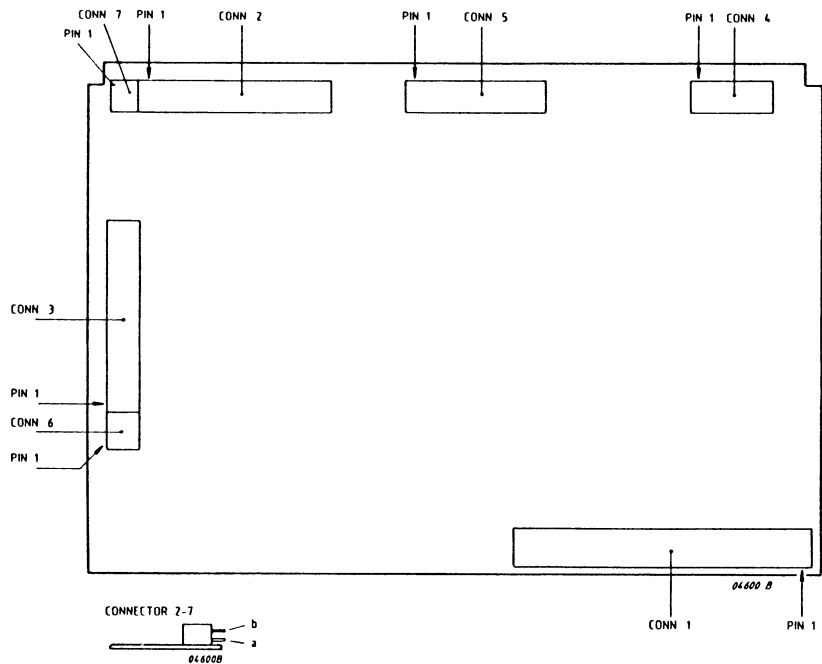 CONN 7
PIN 1
CONN 2
PIN 1
CONN 5
PIN 1
CONN 4
PIN 1
CONN 3
PIN 1
CONN 6
PIN 1
04600 B
CONN 1
PIN 1
CONNECTOR 2-7
b
a
04600B